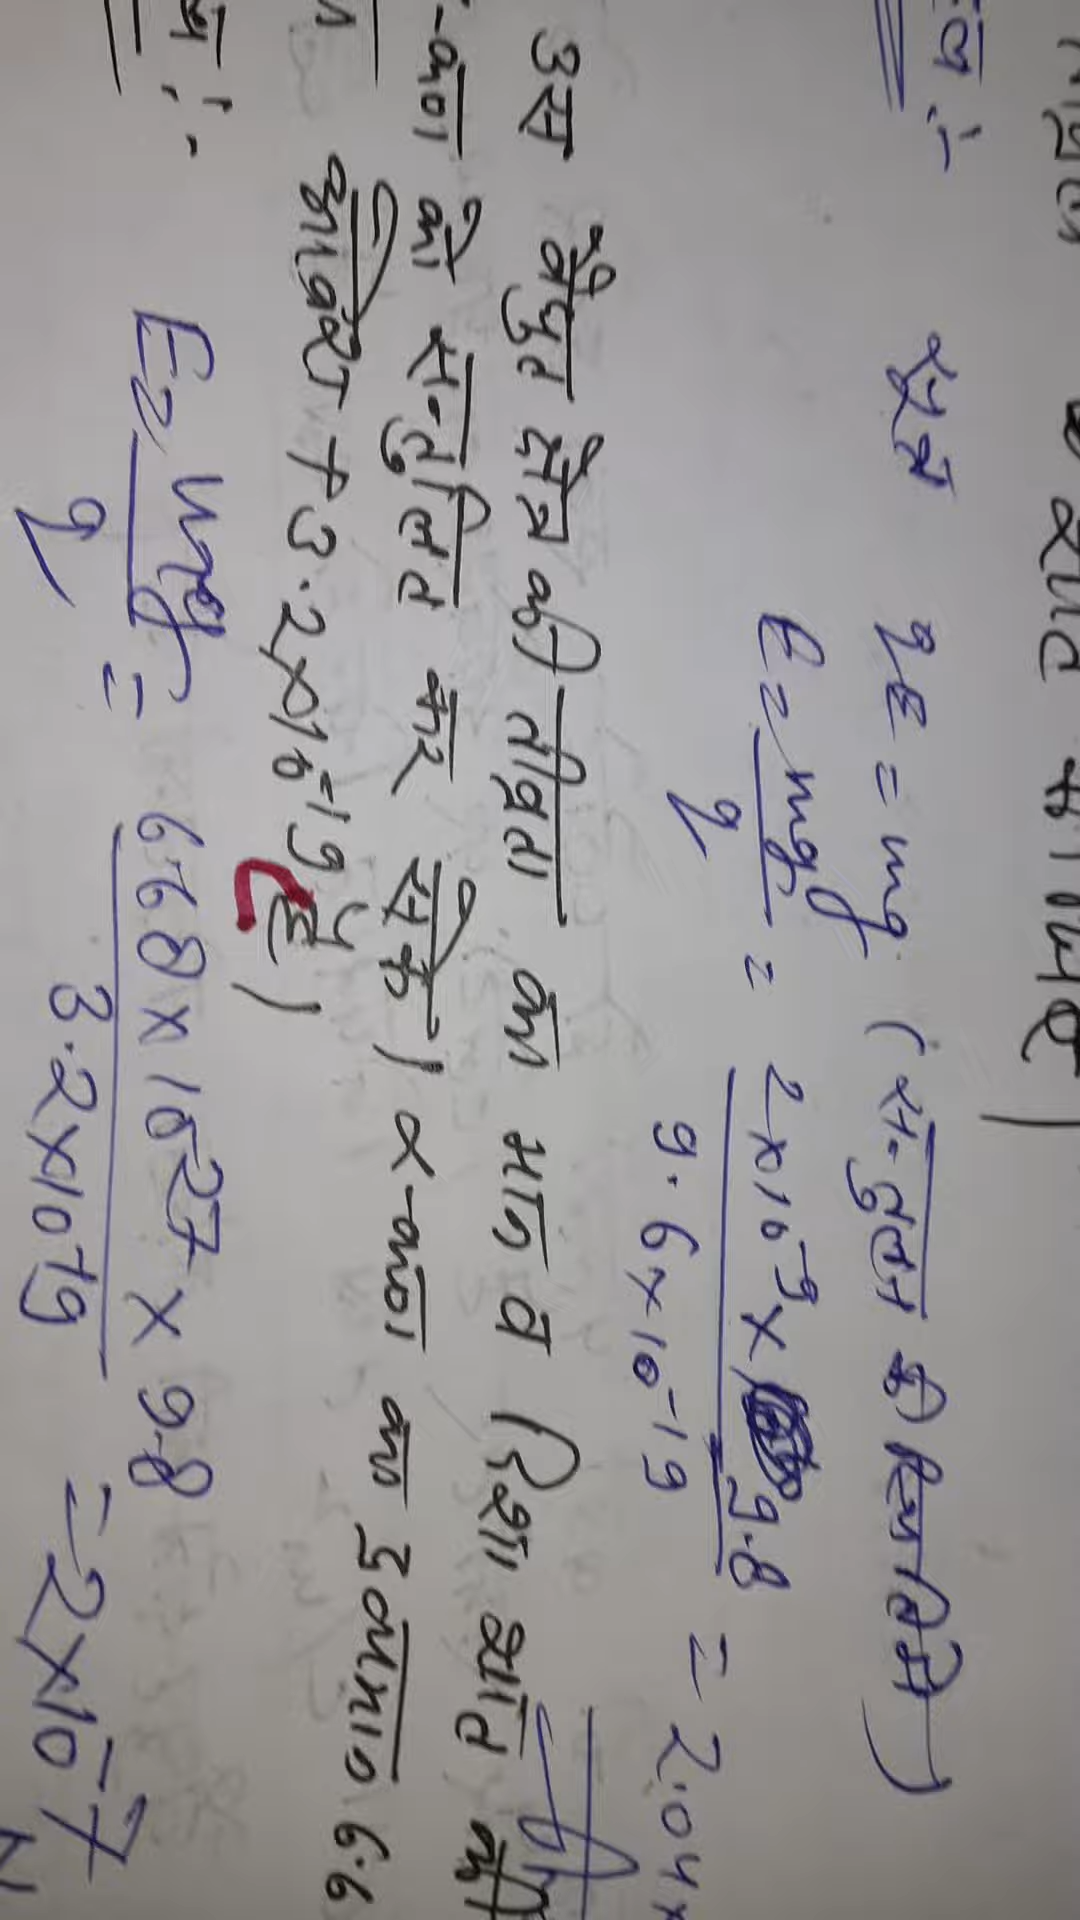 ज्ञात कीजिए।
हल :-
सूत्र qE = mg (सन्तुलन की स्थिति में)
E = mg/q = 2×10⁻⁹ × 9.8 / 9.6×10⁻¹⁹ = 2.04×
उस वैधुत क्षेत्र की तीव्रता का मान व दिशा ज्ञात की
-कण को सन्तुलित कर सके। α-कण का द्रव्यमान 6.6
आवेश +3.2×10⁻¹⁹ है।
E = mg/q = 6.68×10⁻²⁷ × 9.8 / 3.2×10⁻¹⁹ = 2×10⁻⁷